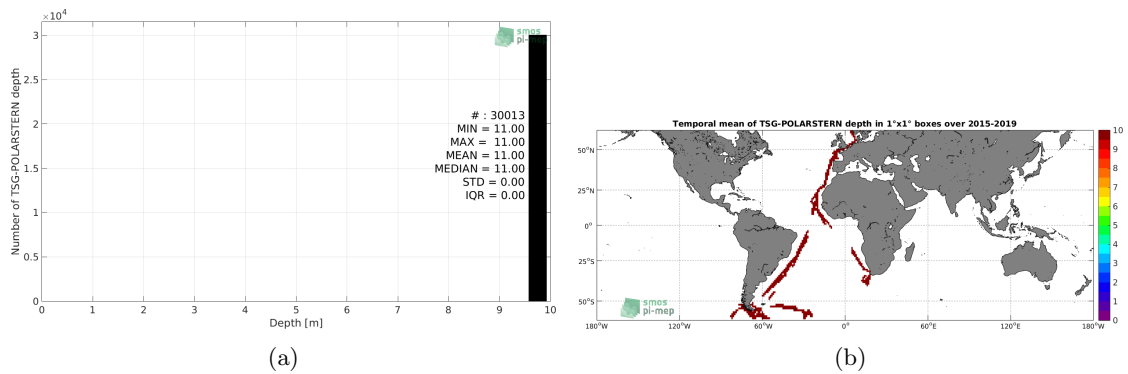 ×10⁴
3
2.5
2
1.5
1
0.5
0
Number of TSG-POLARSTERN depth
smos
pi-mep
# : 30013
MIN = 11.00
MAX = 11.00
MEAN = 11.00
MEDIAN = 11.00
STD = 0.00
IQR = 0.00
0 1 2 3 4 5 6 7 8 9 10
Depth [m]
(a)
Temporal mean of TSG-POLARSTERN depth in 1°x1° boxes over 2015-2019
50°N
25°N
0°
25°S
50°S
180°W 120°W 60°W 0° 60°E 120°E 180°W
smos
pi-mep
10
9
8
7
6
5
4
3
2
1
0
(b)